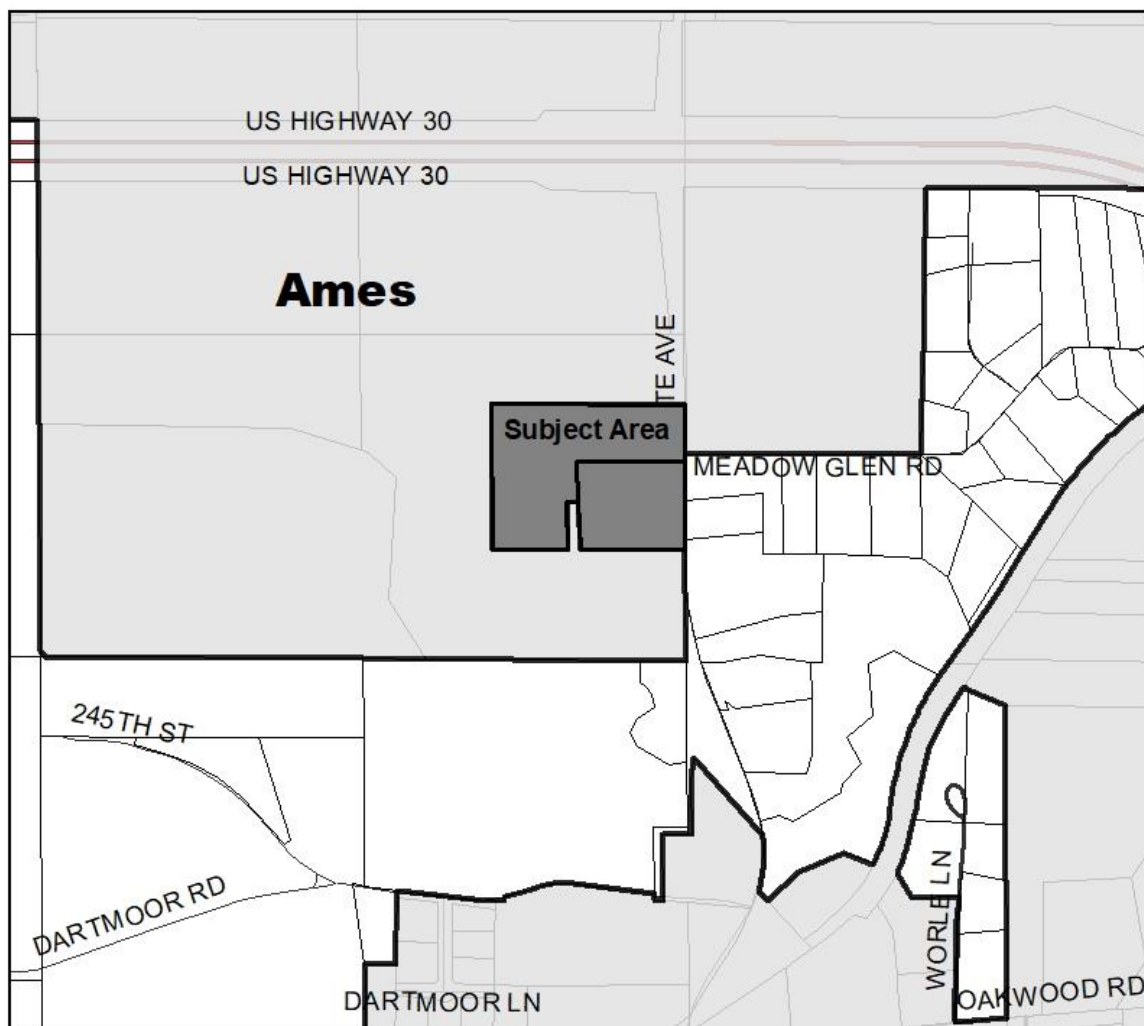 US HIGHWAY 30
US HIGHWAY 30
Ames
TE AVE
Subject Area
MEADOW GLEN RD
245TH ST
DARTMOOR RD
WORLE LN
DARTMOOR LN
OAKWOOD RD